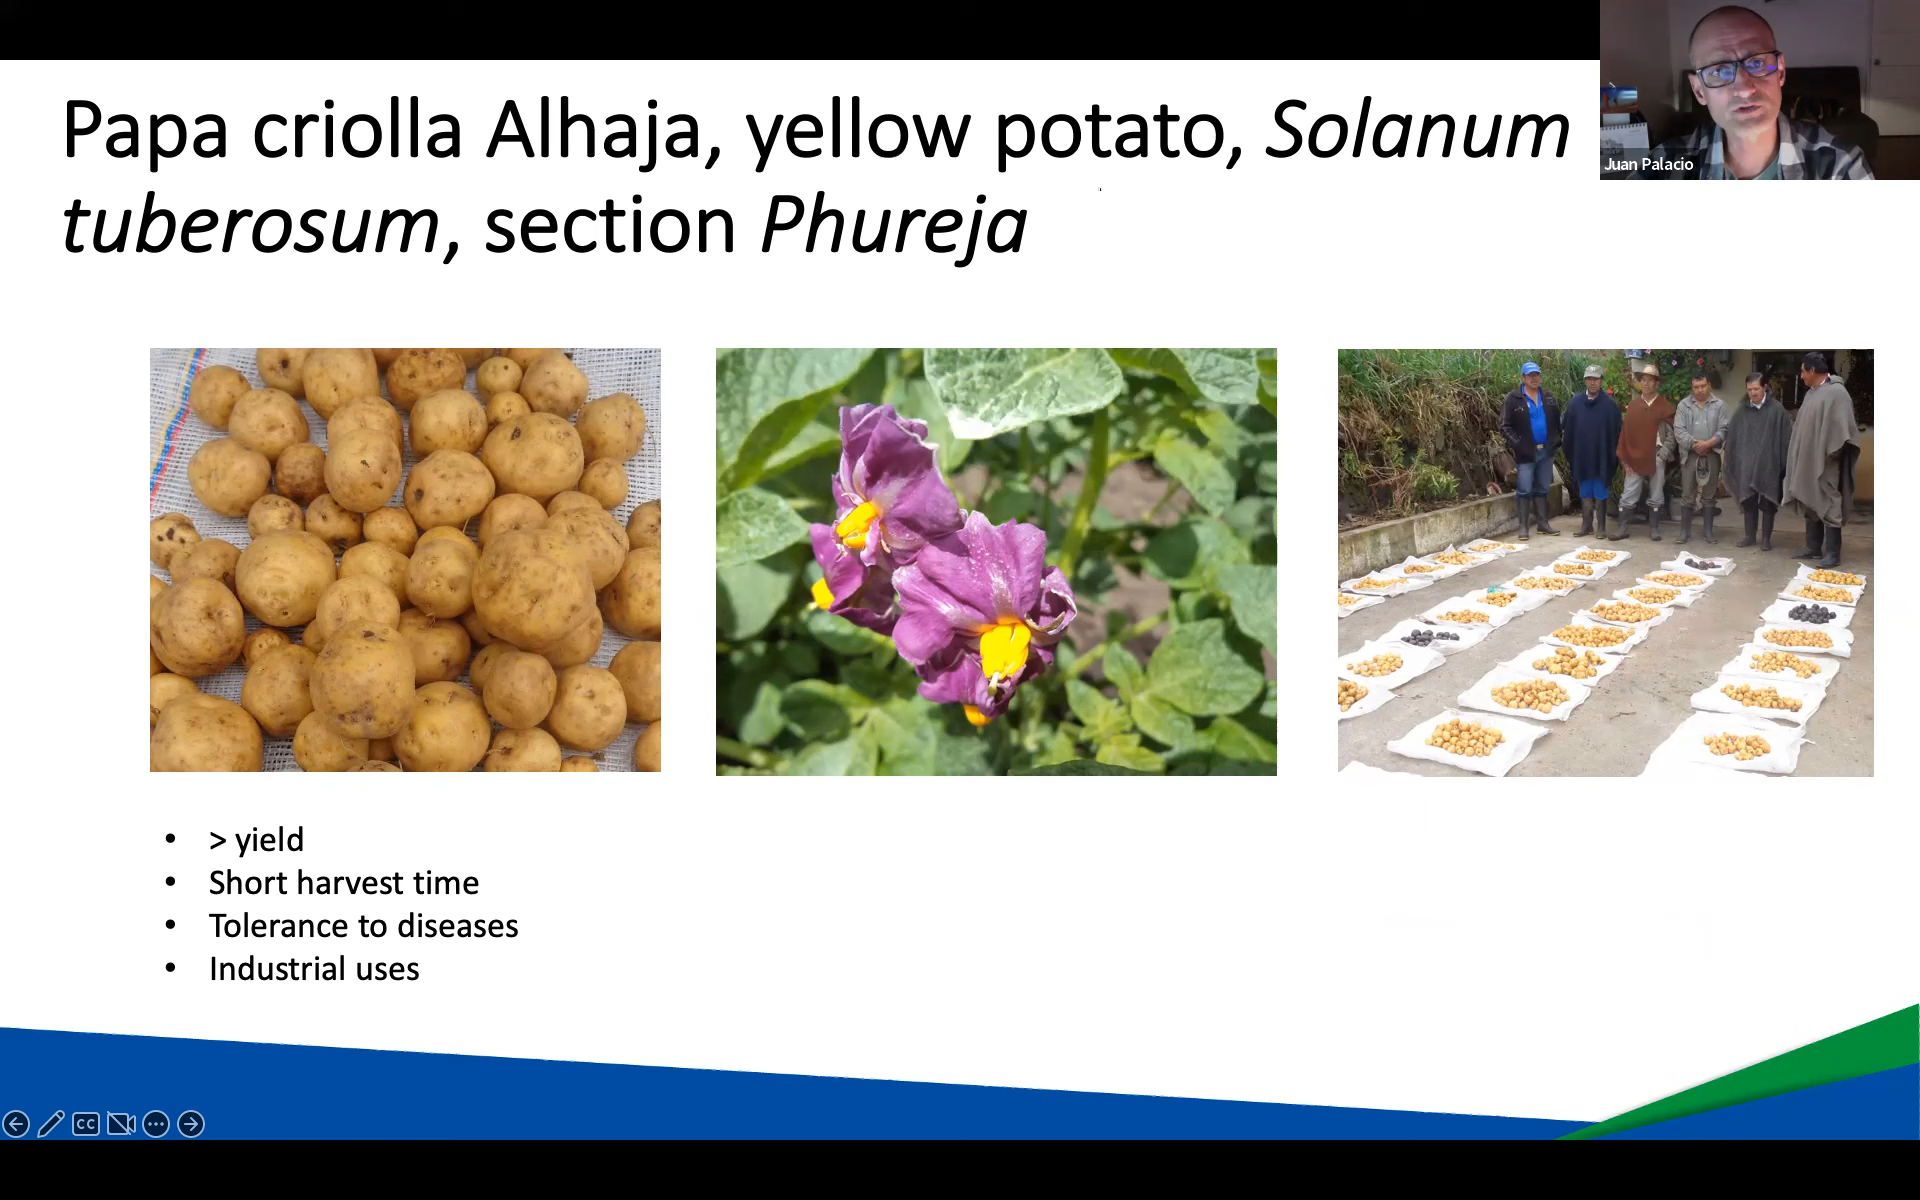 Papa criolla Alhaja, yellow potato, Solanum
tuberosum, section Phureja
Juan Palacio
• > yield
• Short harvest time
• Tolerance to diseases
• Industrial uses
CC